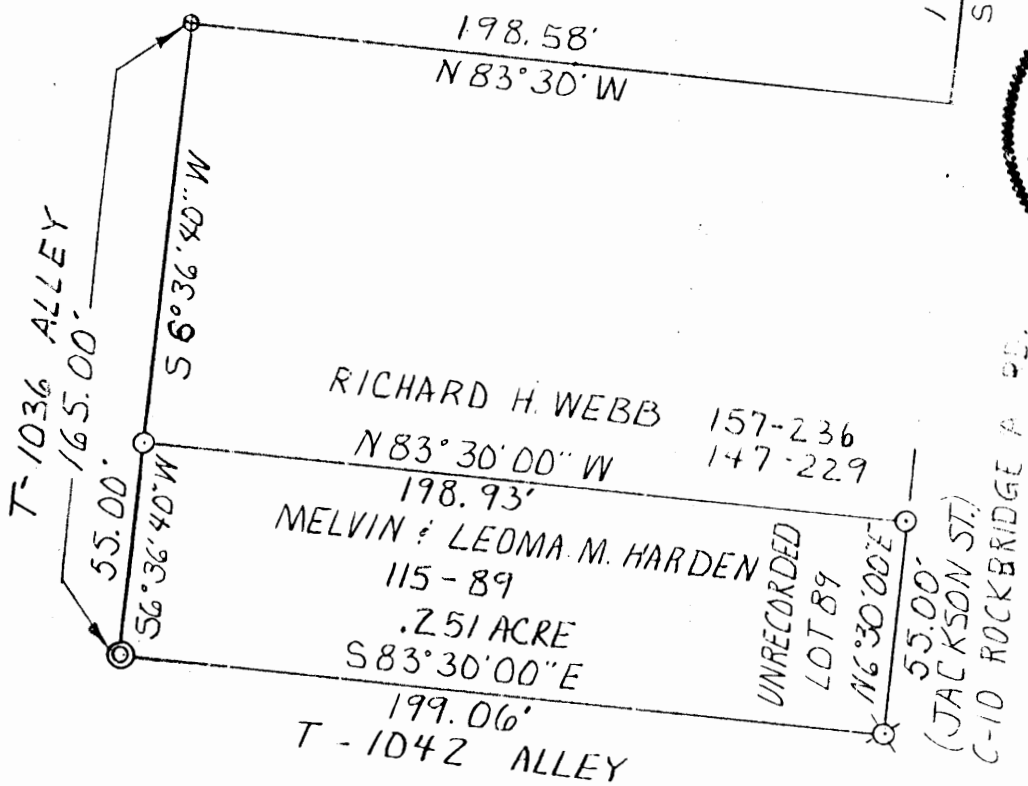 198.58'
N 83°30' W
S 6°36'40" W
T-1036 ALLEY
165.00'
55.00'
S6°36'40"W
RICHARD H. WEBB 157-236
147-229
N 83°30'00" W
198.93'
MELVIN & LEOMA M. HARDEN
115-89
.251 ACRE
S 83°30'00" E
199.06'
T-1042 ALLEY
UNRECORDED
LOT 89
N6°30'00"E
55.00'
(JACKSON ST.)
C-10 ROCKBRIDGE A RD.
1
S